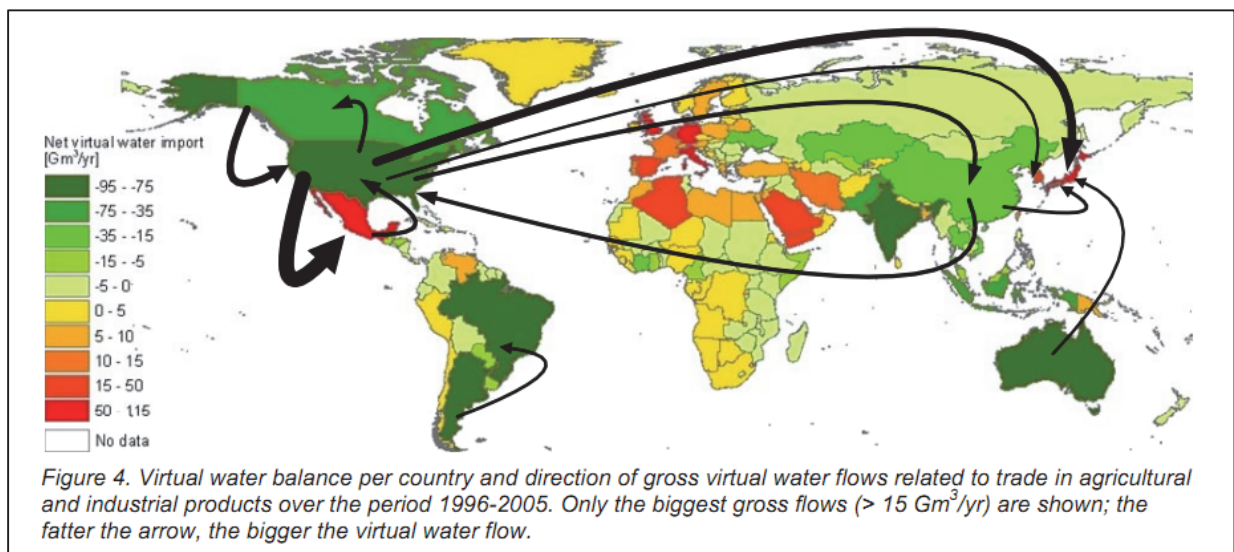 Net virtual water import
[Gm³/yr]
-95 - -75
-75 - -35
-35 - -15
-15 - -5
-5 - 0
0 - 5
5 - 10
10 - 15
15 - 50
50 - 115
No data
Figure 4. Virtual water balance per country and direction of gross virtual water flows related to trade in agricultural
and industrial products over the period 1996-2005. Only the biggest gross flows (> 15 Gm³/yr) are shown; the
fatter the arrow, the bigger the virtual water flow.